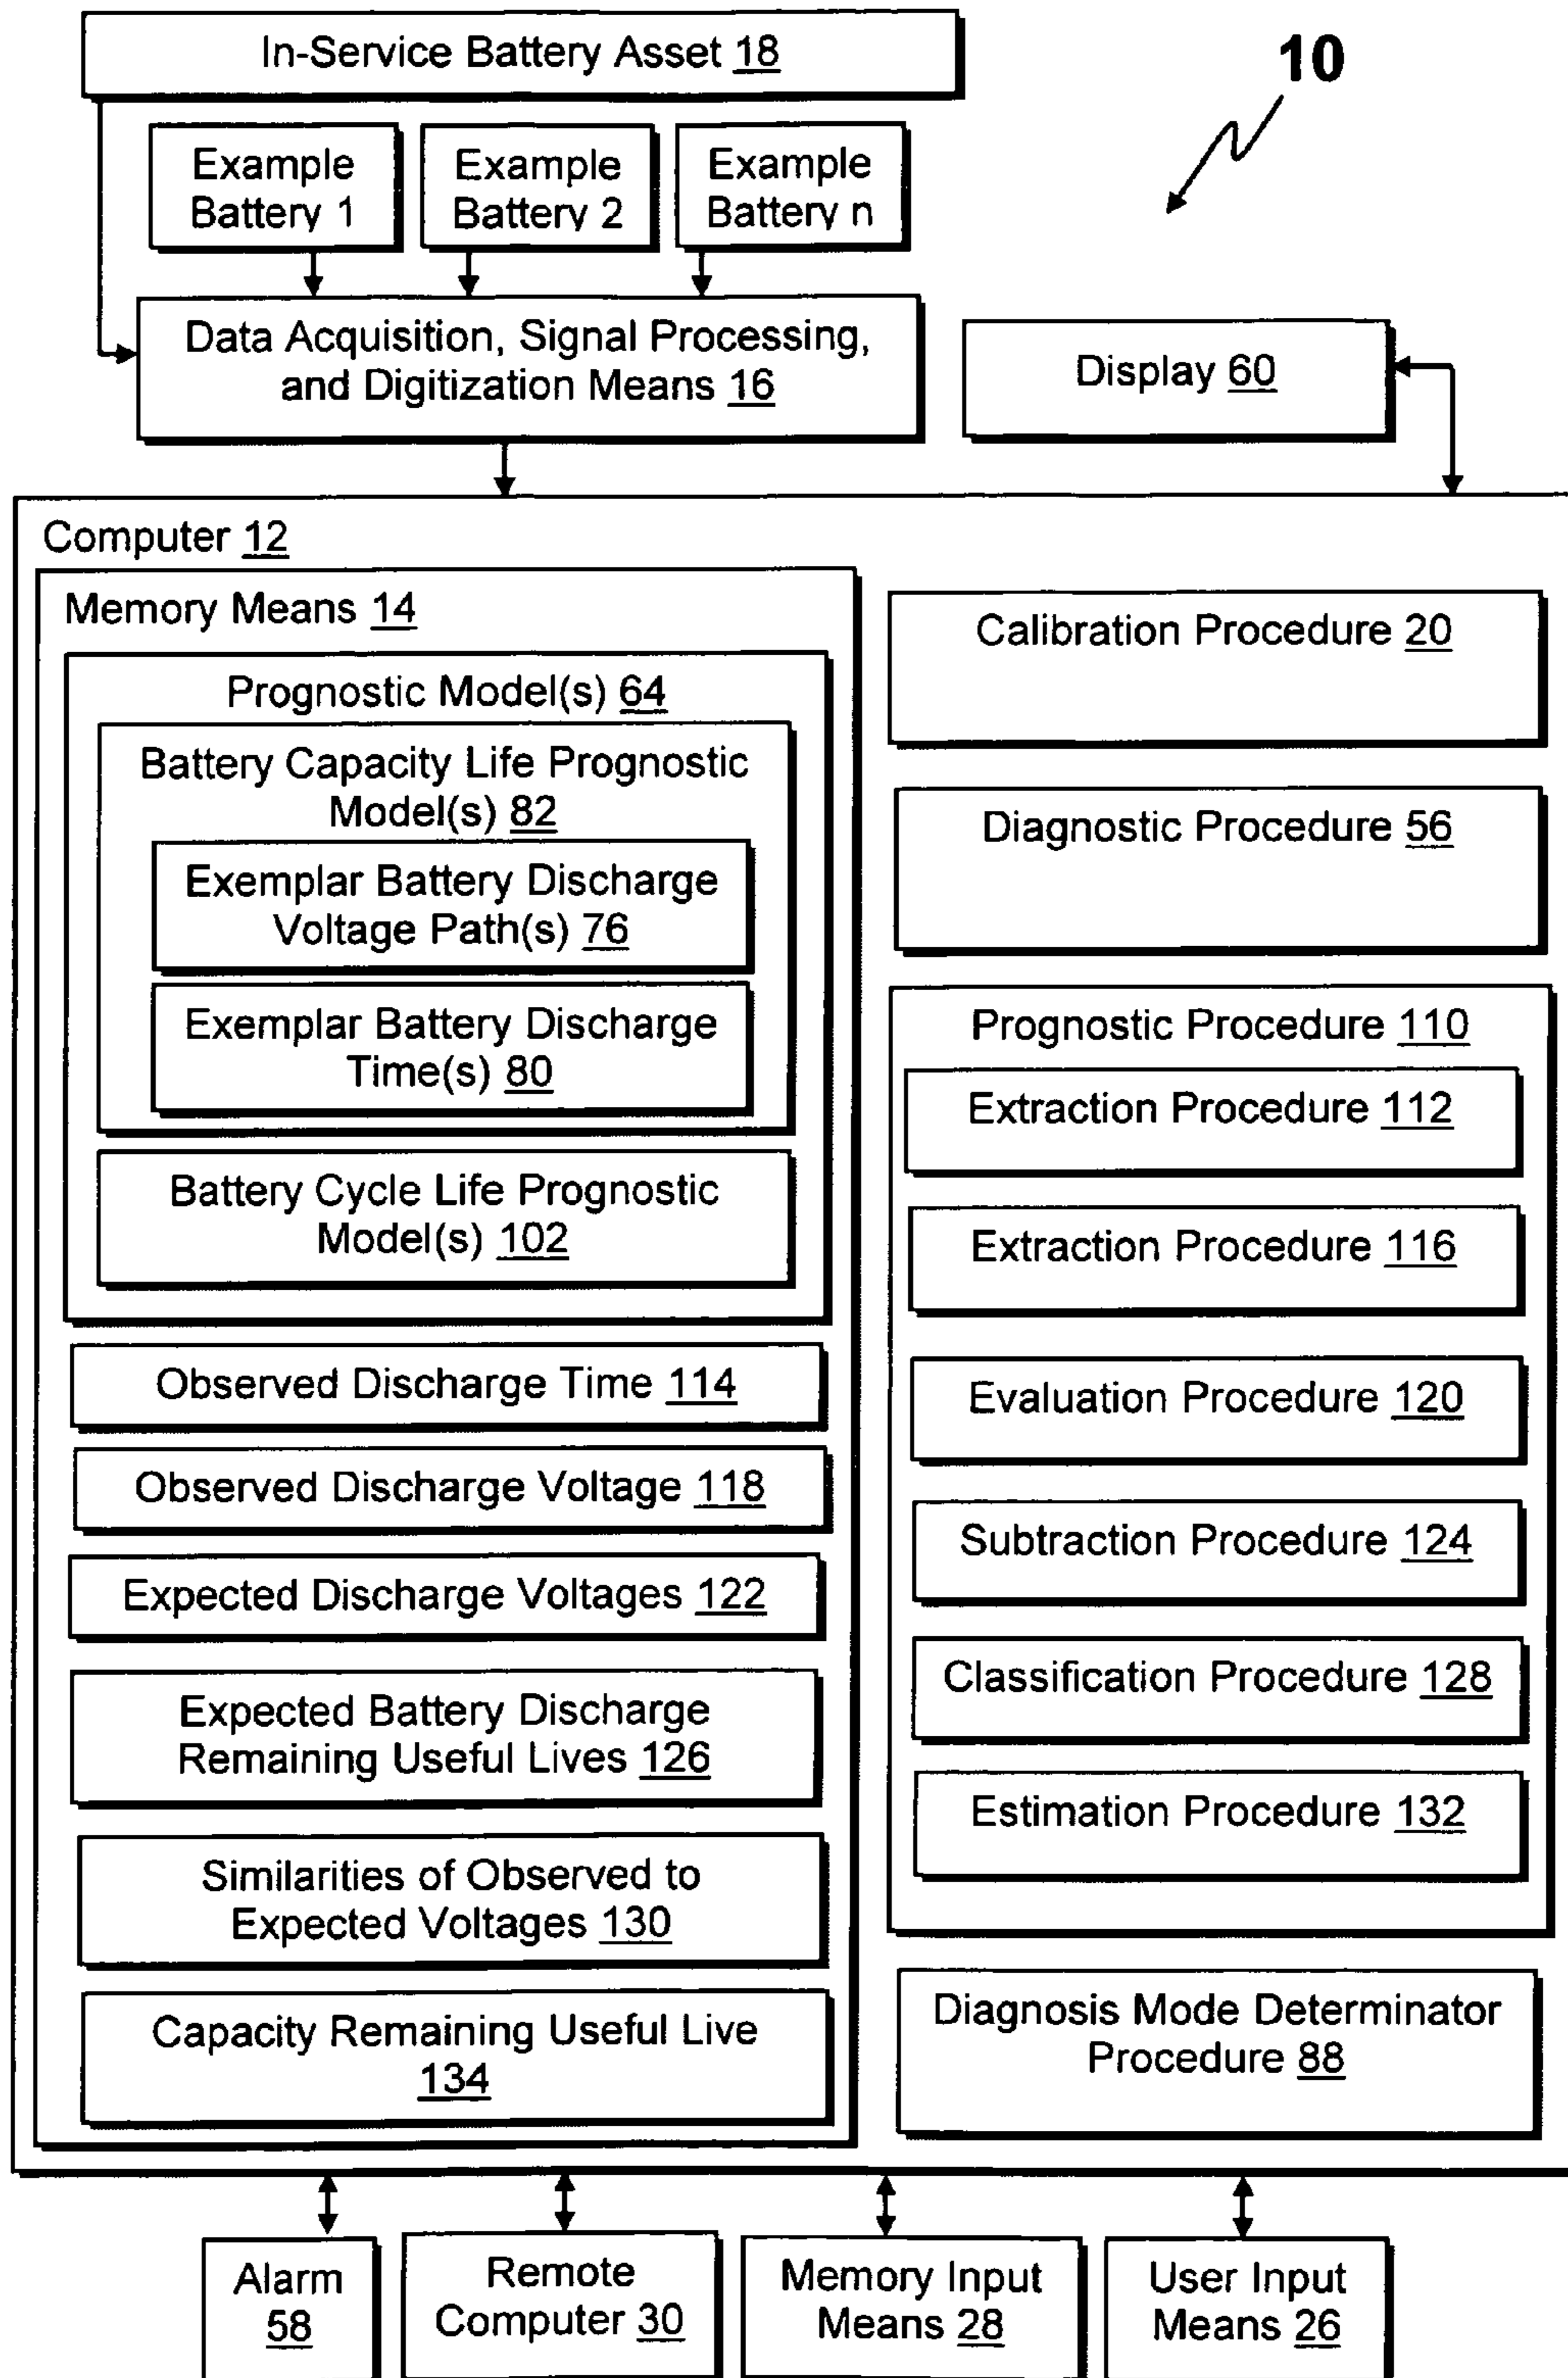 In-Service Battery Asset 18
10
Example
Battery 1
Example
Battery 2
Example
Battery n
Data Acquisition, Signal Processing,
and Digitization Means 16
Display 60
Computer 12
Memory Means 14
Prognostic Model(s) 64
Battery Capacity Life Prognostic
Model(s) 82
Exemplar Battery Discharge
Voltage Path(s) 76
Exemplar Battery Discharge
Time(s) 80
Battery Cycle Life Prognostic
Model(s) 102
Observed Discharge Time 114
Observed Discharge Voltage 118
Expected Discharge Voltages 122
Expected Battery Discharge
Remaining Useful Lives 126
Similarities of Observed to
Expected Voltages 130
Capacity Remaining Useful Live
134
Calibration Procedure 20
Diagnostic Procedure 56
Prognostic Procedure 110
Extraction Procedure 112
Extraction Procedure 116
Evaluation Procedure 120
Subtraction Procedure 124
Classification Procedure 128
Estimation Procedure 132
Diagnosis Mode Determinator
Procedure 88
Alarm
58
Remote
Computer 30
Memory Input
Means 28
User Input
Means 26